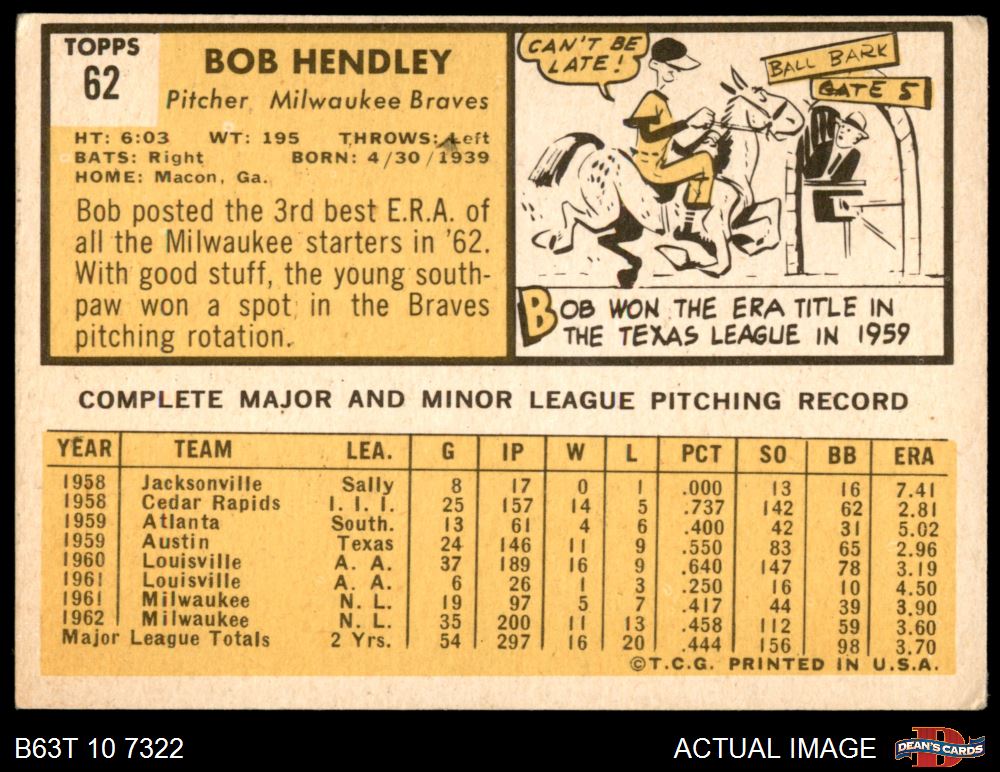 TOPPS
62
BOB HENDLEY
Pitcher Milwaukee Braves
HT: 6:03 WT: 195 THROWS: Left
BATS: Right BORN: 4/30/1939
HOME: Macon, Ga.
Bob posted the 3rd best E.R.A. of
all the Milwaukee starters in '62.
With good stuff, the young south-
paw won a spot in the Braves
pitching rotation.
CAN'T BE
LATE!
BALL BARK
GATE 5
BOB WON THE ERA TITLE IN
THE TEXAS LEAGUE IN 1959
COMPLETE MAJOR AND MINOR LEAGUE PITCHING RECORD
YEAR TEAM LEA. G IP W L PCT SO BB ERA
1958 Jacksonville Sally 8 17 0 1 .000 13 16 7.41
1958 Cedar Rapids I. I. I. 25 157 14 5 .737 142 62 2.81
1959 Atlanta South. 13 61 4 6 .400 42 31 5.02
1959 Austin Texas 24 146 11 9 .550 83 65 2.96
1960 Louisville A. A. 37 189 16 9 .640 147 78 3.19
1961 Louisville A. A. 6 26 1 3 .250 16 10 4.50
1961 Milwaukee N. L. 19 97 5 7 .417 44 39 3.90
1962 Milwaukee N. L. 35 200 11 13 .458 112 59 3.60
Major League Totals 2 Yrs. 54 297 16 20 .444 156 98 3.70
©T.C.G. PRINTED IN U.S.A.
B63T 10 7322
ACTUAL IMAGE
D
DEAN'S CARDS